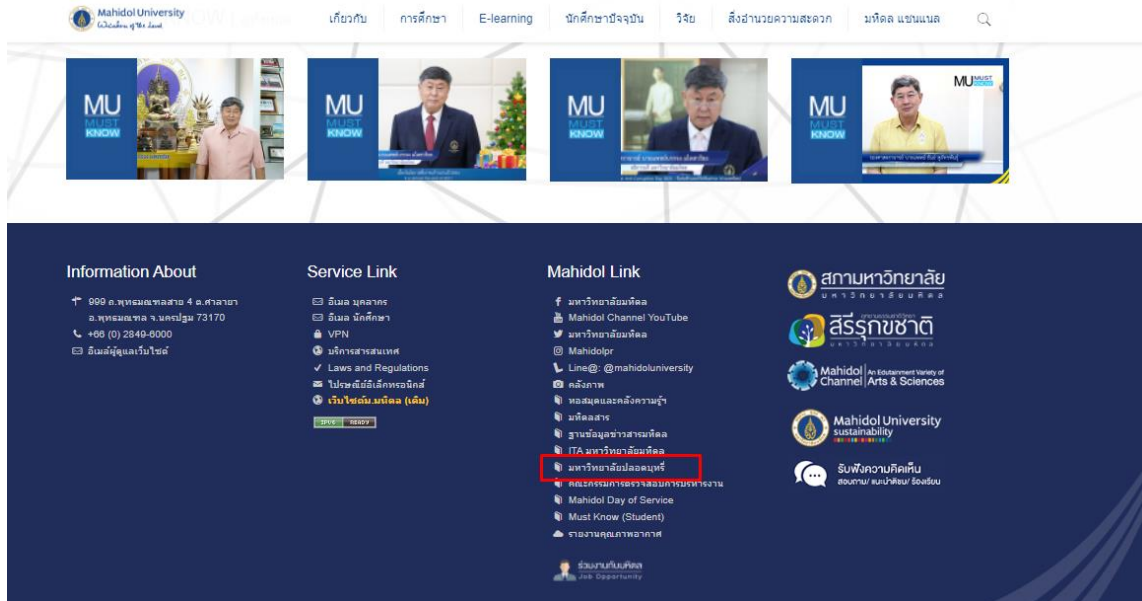 Mahidol University
Wisdom of the Land
เกี่ยวกับ
การศึกษา
E-learning
นักศึกษาปัจจุบัน
วิจัย
สิ่งอำนวยความสะดวก
มหิดล แชนแนล
MU
MUST
KNOW
MU
MUST
KNOW
MU
MUST
KNOW
MU
MUST
KNOW
MU MUST
KNOW
Information About
999 ถ.พุทธมณฑลสาย 4 ต.ศาลายา
อ.พุทธมณฑล จ.นครปฐม 73170
+66 (0) 2849-6000
อีเมล์ผู้ดูแลเว็บไซต์
Service Link
อีเมล บุคลากร
อีเมล นักศึกษา
VPN
บริการสารสนเทศ
Laws and Regulations
ไปรษณีย์อิเล็กทรอนิกส์
เว็บไซต์ม.มหิดล (เดิม)
IPV6 READY
Mahidol Link
มหาวิทยาลัยมหิดล
Mahidol Channel YouTube
มหาวิทยาลัยมหิดล
Mahidolpr
Line@: @mahidoluniversity
คลังภาพ
หอสมุดและคลังความรู้ฯ
มหิดลสาร
ฐานข้อมูลข่าวสารมหิดล
ITA มหาวิทยาลัยมหิดล
มหาวิทยาลัยปลอดบุหรี่
คณะกรรมการตรวจสอบการบริหารงาน
Mahidol Day of Service
Must Know (Student)
รายงานคุณภาพอากาศ
ร่วมงานกับมหิดล
Job Opportunity
สภามหาวิทยาลัย
มหาวิทยาลัยมหิดล
สิรีรุกขชาติ
Mahidol Channel
An Edutainment Variety of Arts & Sciences
Mahidol University
sustainability
รับฟังความคิดเห็น
สอบถาม/ แนะนำ/ติชม/ ร้องเรียน